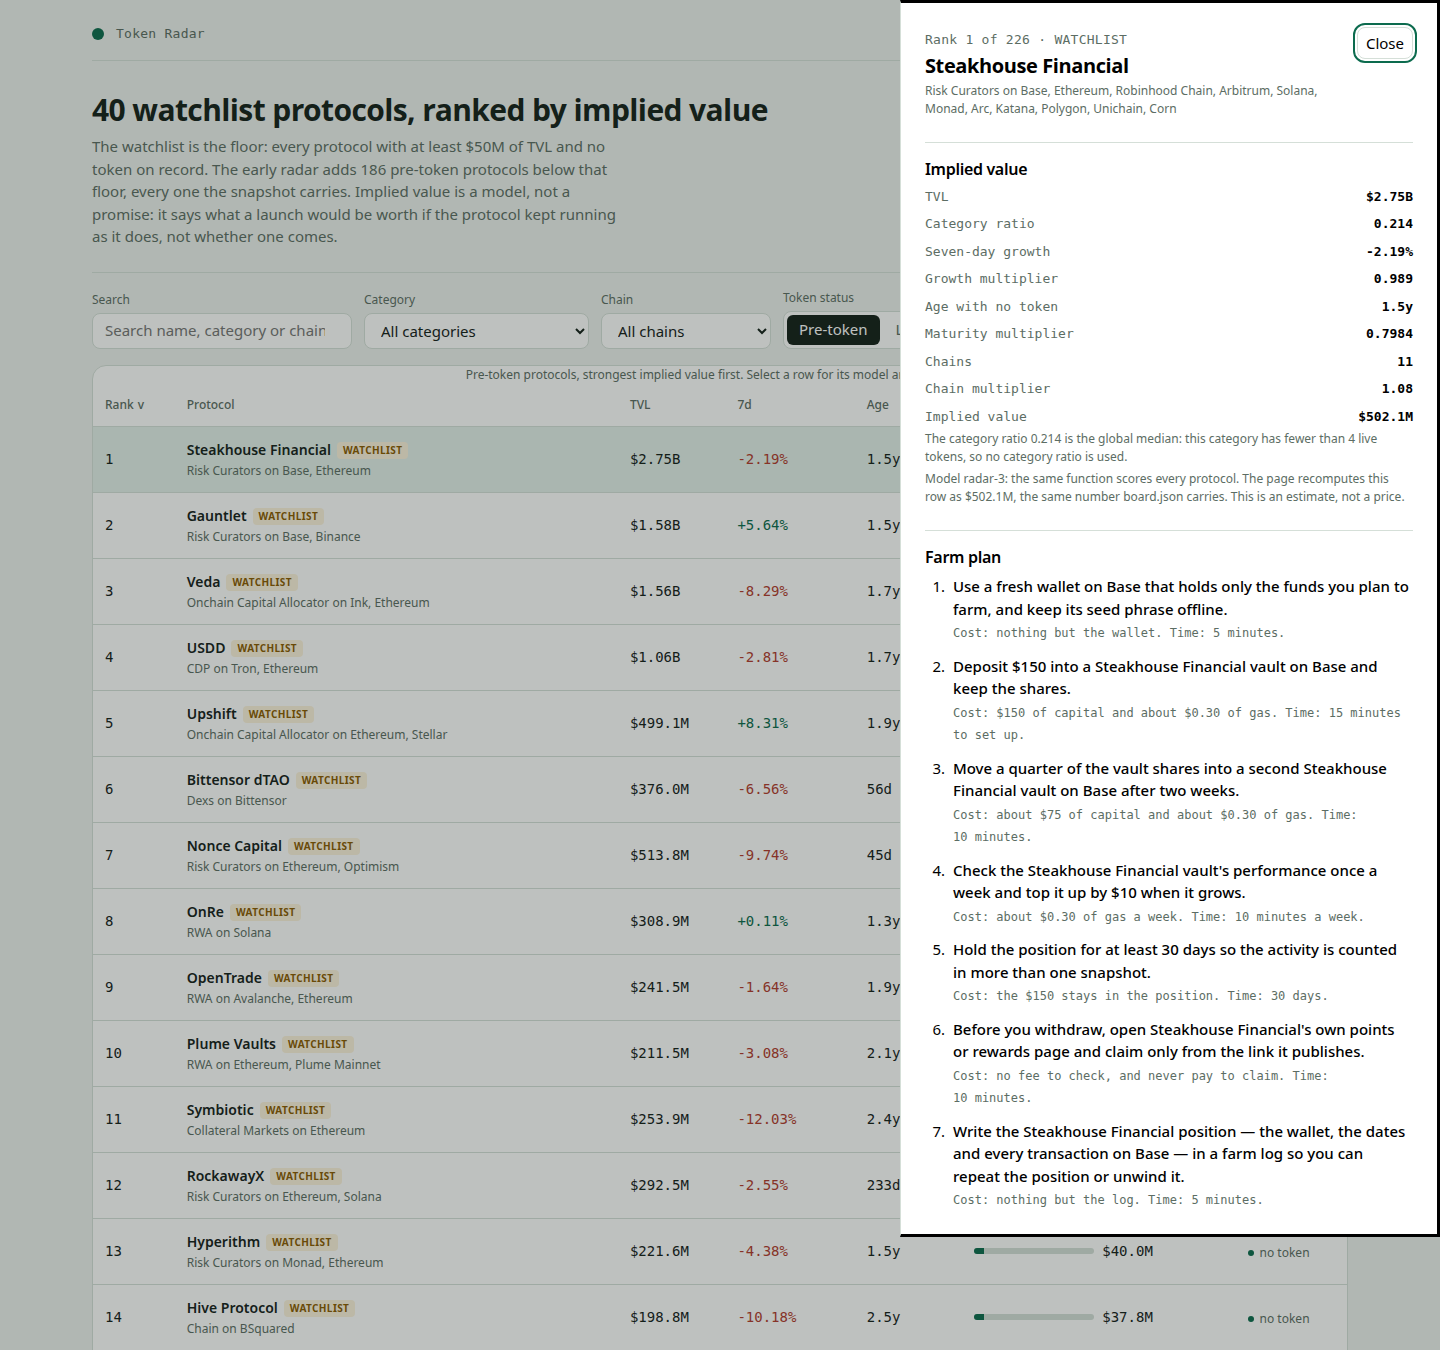 Token Radar
40 watchlist protocols, ranked by implied value
The watchlist is the floor: every protocol with at least $50M of TVL and no
token on record. The early radar adds 186 pre-token protocols below that
floor, every one the snapshot carries. Implied value is a model, not a
promise: it says what a launch would be worth if the protocol kept running
as it does, not whether one comes.
Search
Category
Chain
Token status
Search name, category or chain
All categories
All chains
Pre-token
Pre-token protocols, strongest implied value first. Select a row for its model
Rank v Protocol TVL 7d Age
1 Steakhouse Financial WATCHLIST $2.75B -2.19% 1.5y
Risk Curators on Base, Ethereum
2 Gauntlet WATCHLIST $1.58B +5.64% 1.5y
Risk Curators on Base, Binance
3 Veda WATCHLIST $1.56B -8.29% 1.7y
Onchain Capital Allocator on Ink, Ethereum
4 USDD WATCHLIST $1.06B -2.81% 1.7y
CDP on Tron, Ethereum
5 Upshift WATCHLIST $499.1M +8.31% 1.9y
Onchain Capital Allocator on Ethereum, Stellar
6 Bittensor dTAO WATCHLIST $376.0M -6.56% 56d
Dexs on Bittensor
7 Nonce Capital WATCHLIST $513.8M -9.74% 45d
Risk Curators on Ethereum, Optimism
8 OnRe WATCHLIST $308.9M +0.11% 1.3y
RWA on Solana
9 OpenTrade WATCHLIST $241.5M -1.64% 1.9y
RWA on Avalanche, Ethereum
10 Plume Vaults WATCHLIST $211.5M -3.08% 2.1y
RWA on Ethereum, Plume Mainnet
11 Symbiotic WATCHLIST $253.9M -12.03% 2.4y
Collateral Markets on Ethereum
12 RockawayX WATCHLIST $292.5M -2.55% 233d
Risk Curators on Ethereum, Solana
13 Hyperithm WATCHLIST $221.6M -4.38% 1.5y $40.0M no token
Risk Curators on Monad, Ethereum
14 Hive Protocol WATCHLIST $198.8M -10.18% 2.5y $37.8M no token
Chain on BSquared
Rank 1 of 226 · WATCHLIST
Close
Steakhouse Financial
Risk Curators on Base, Ethereum, Robinhood Chain, Arbitrum, Solana,
Monad, Arc, Katana, Polygon, Unichain, Corn
Implied value
TVL $2.75B
Category ratio 0.214
Seven-day growth -2.19%
Growth multiplier 0.989
Age with no token 1.5y
Maturity multiplier 0.7984
Chains 11
Chain multiplier 1.08
Implied value $502.1M
The category ratio 0.214 is the global median: this category has fewer than 4 live
tokens, so no category ratio is used.
Model radar-3: the same function scores every protocol. The page recomputes this
row as $502.1M, the same number board.json carries. This is an estimate, not a price.
Farm plan
1. Use a fresh wallet on Base that holds only the funds you plan to
farm, and keep its seed phrase offline.
Cost: nothing but the wallet. Time: 5 minutes.
2. Deposit $150 into a Steakhouse Financial vault on Base and
keep the shares.
Cost: $150 of capital and about $0.30 of gas. Time: 15 minutes
to set up.
3. Move a quarter of the vault shares into a second Steakhouse
Financial vault on Base after two weeks.
Cost: about $75 of capital and about $0.30 of gas. Time:
10 minutes.
4. Check the Steakhouse Financial vault's performance once a
week and top it up by $10 when it grows.
Cost: about $0.30 of gas a week. Time: 10 minutes a week.
5. Hold the position for at least 30 days so the activity is counted
in more than one snapshot.
Cost: the $150 stays in the position. Time: 30 days.
6. Before you withdraw, open Steakhouse Financial's own points
or rewards page and claim only from the link it publishes.
Cost: no fee to check, and never pay to claim. Time:
10 minutes.
7. Write the Steakhouse Financial position — the wallet, the dates
and every transaction on Base — in a farm log so you can
repeat the position or unwind it.
Cost: nothing but the log. Time: 5 minutes.